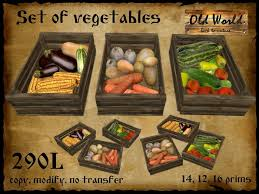 Set of vegetables
Old World
290L
copy, modify, no transfer
14, 12, 16 prims